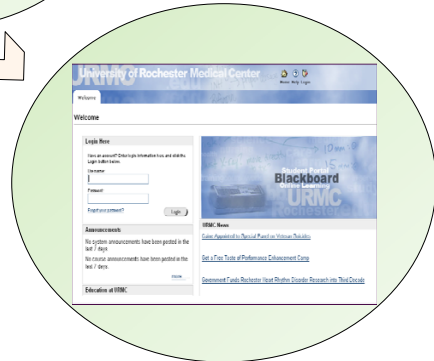 University of Rochester Medical Center
Home Help Login
Welcome
Welcome
Login Here
Have an account? Enter login information here and click the
Login button below.
Username:
Password:
Forgot your password?
Login
Announcements
No system announcements have been posted in the
last 7 days.
No course announcements have been posted in the
last 7 days.
more...
Education at URMC
Student Portal
Blackboard
Online Learning
URMC
Rochester
URMC News
Get a Free Taste of Performance Enhancement Camp
Government Funds Rochester Heart Rhythm Disorder Research into Third Decade